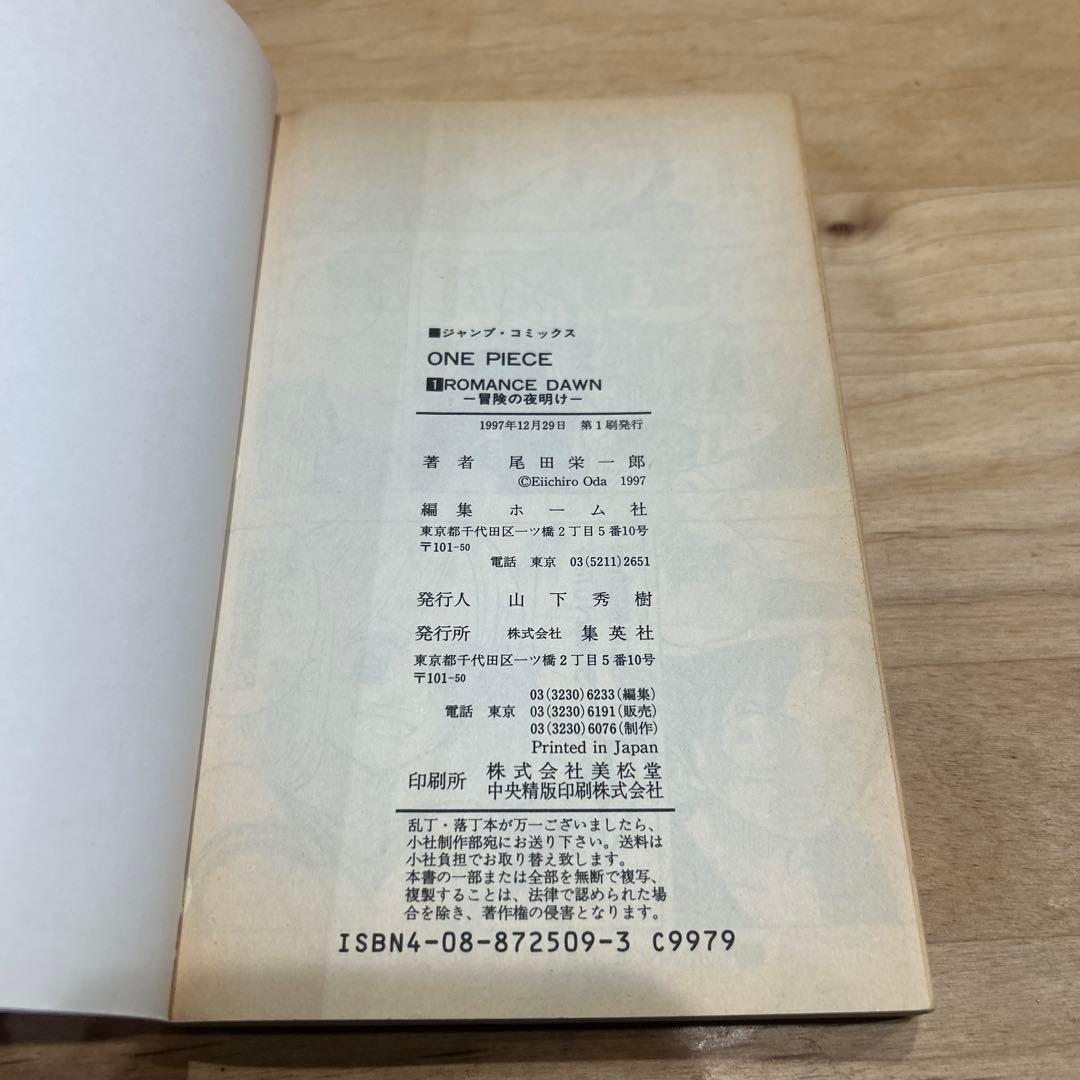 ■ジャンプ・コミックス
ONE PIECE
1 ROMANCE DAWN
―冒険の夜明け―
1997年12月29日 第1刷発行
著者 尾田栄一郎
©Eiichiro Oda 1997
編集 ホーム社
東京都千代田区一ツ橋2丁目5番10号
〒101-50
電話 東京 03(5211)2651
発行人 山下秀樹
発行所 株式会社 集英社
東京都千代田区一ツ橋2丁目5番10号
〒101-50
03(3230)6233(編集)
電話 東京 03(3230)6191(販売)
03(3230)6076(制作)
Printed in Japan
印刷所 株式会社美松堂
中央精版印刷株式会社
乱丁・落丁本が万一ございましたら、
小社制作部宛にお送り下さい。送料は
小社負担でお取り替え致します。
本書の一部または全部を無断で複写、
複製することは、法律で認められた場
合を除き、著作権の侵害となります。
ISBN4-08-872509-3 C9979